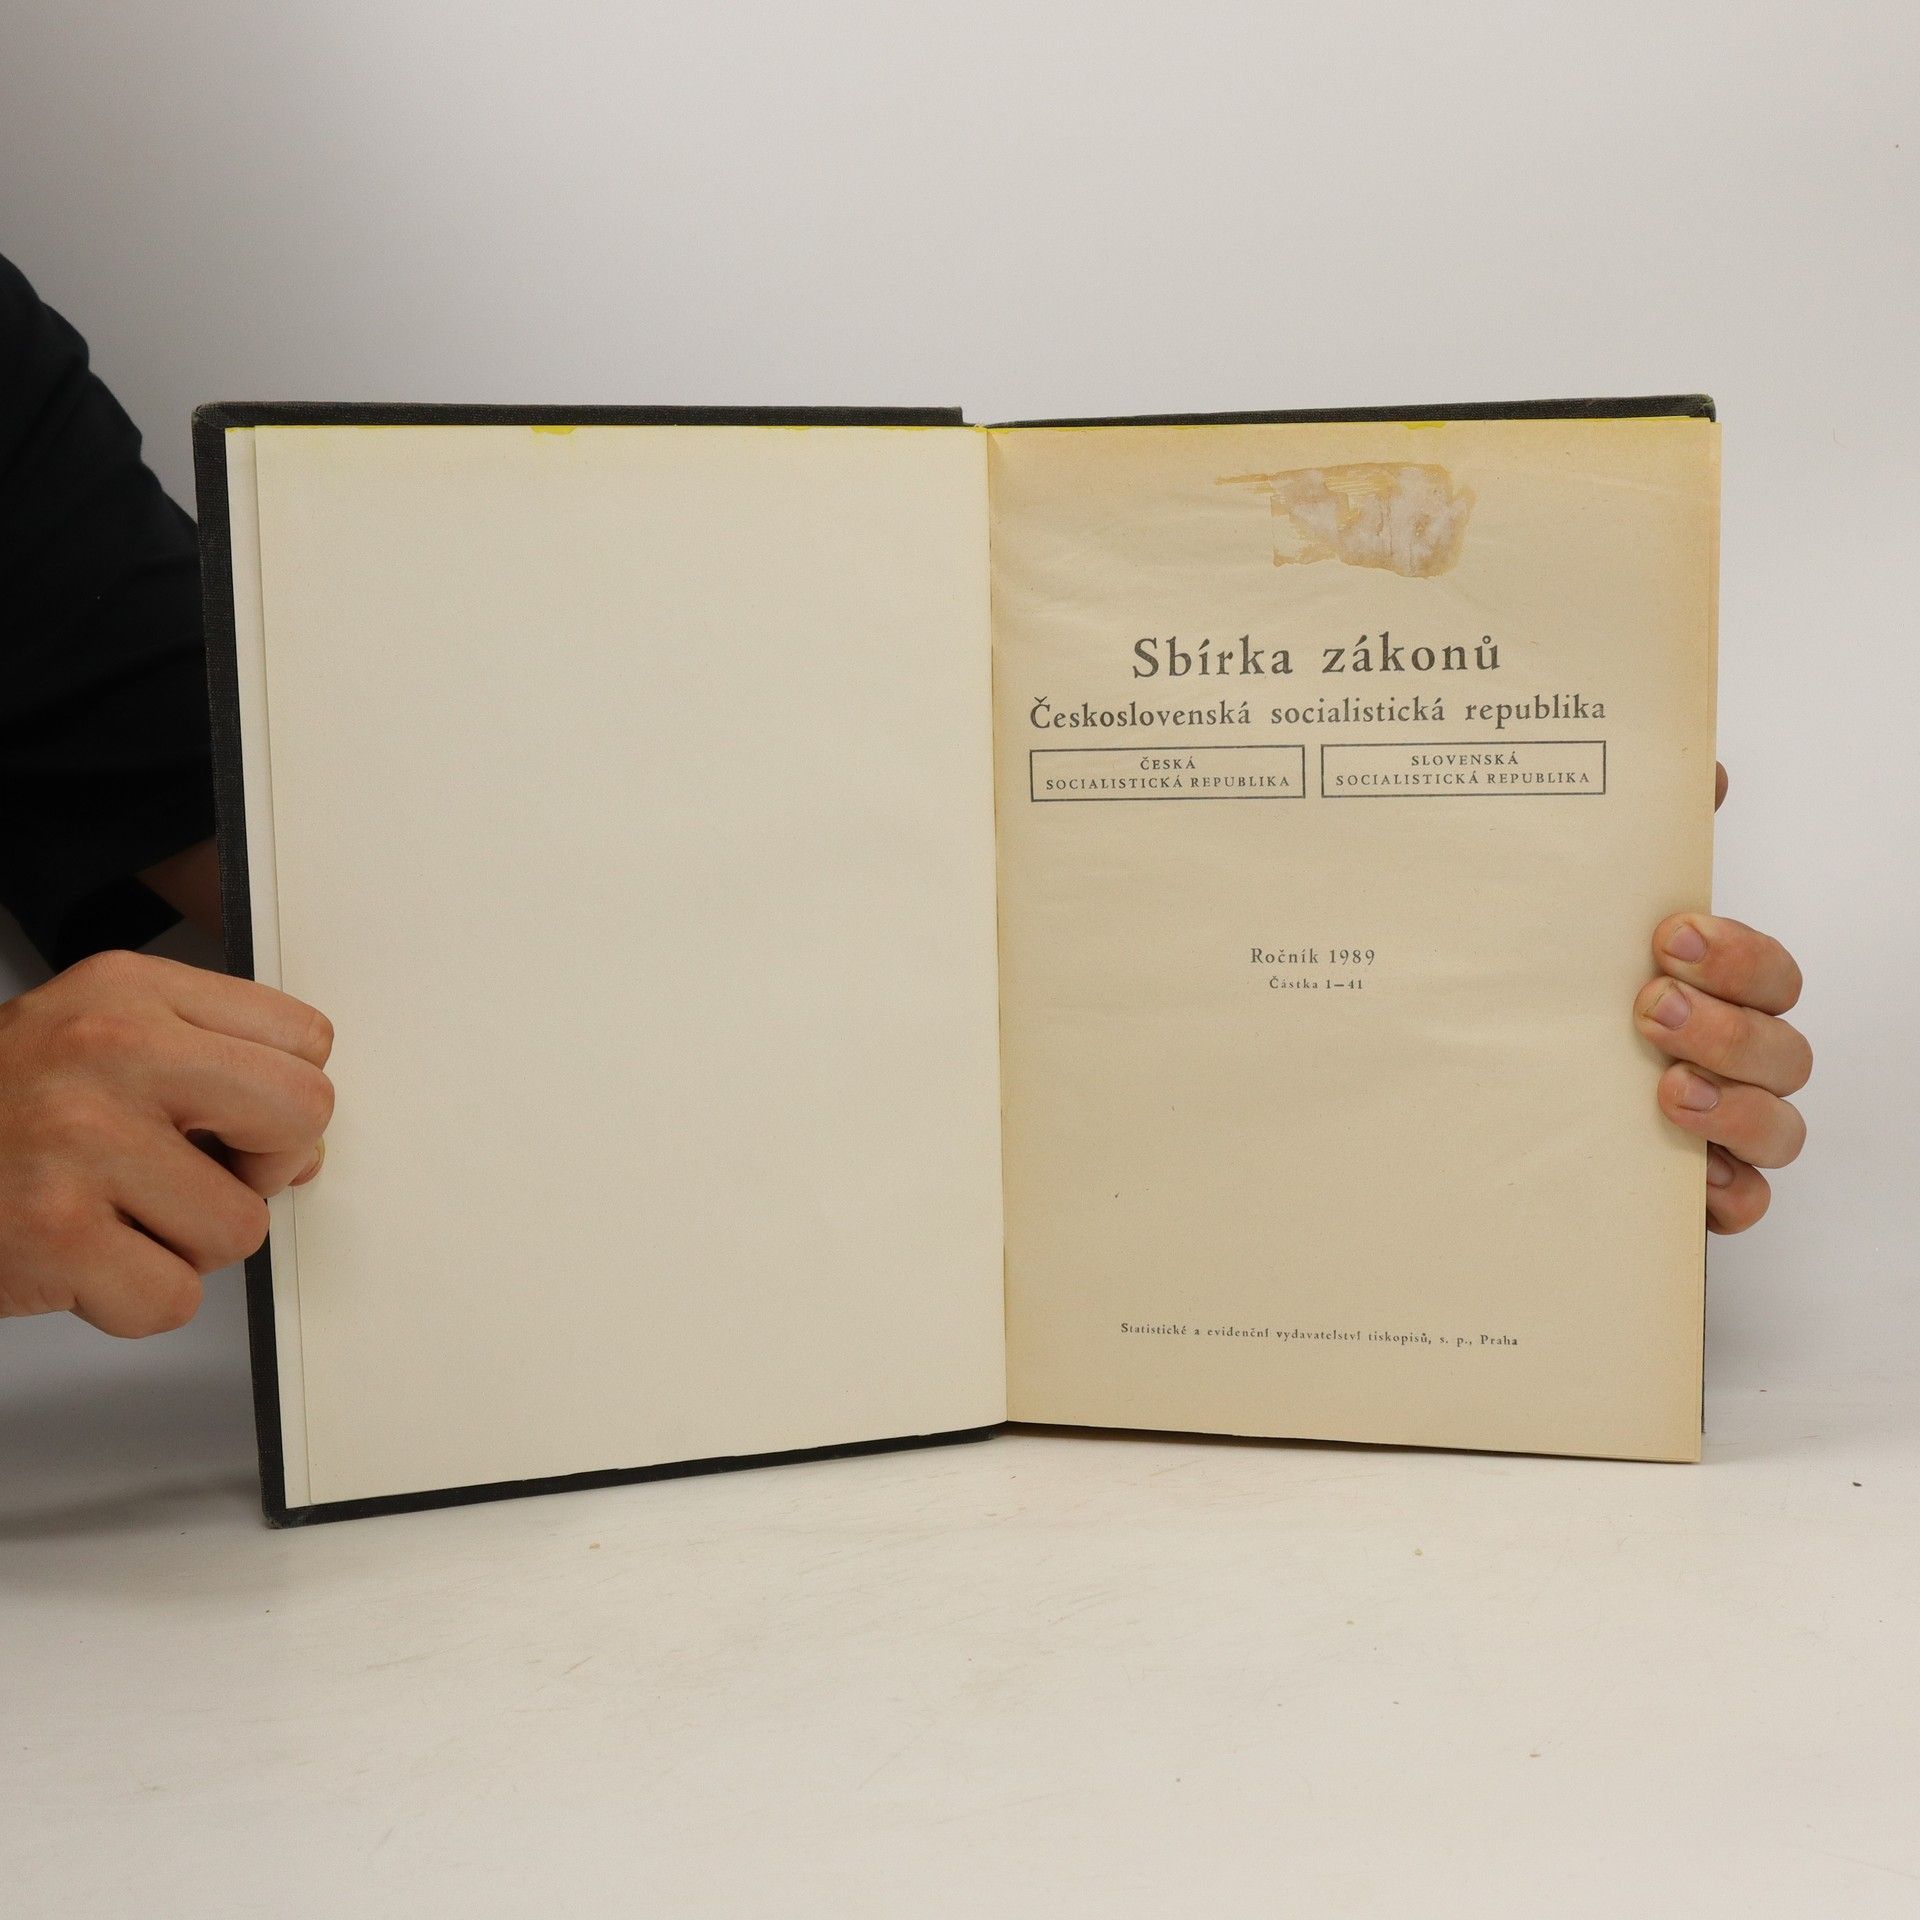 Sbírka zákonů
Československá socialistická republika
ČESKÁ
SOCIALISTICKÁ REPUBLIKA
SLOVENSKÁ
SOCIALISTICKÁ REPUBLIKA
Ročník 1989
Částka 1—41
Statistické a evidenční vydavatelství tiskopisů, s. p., Praha